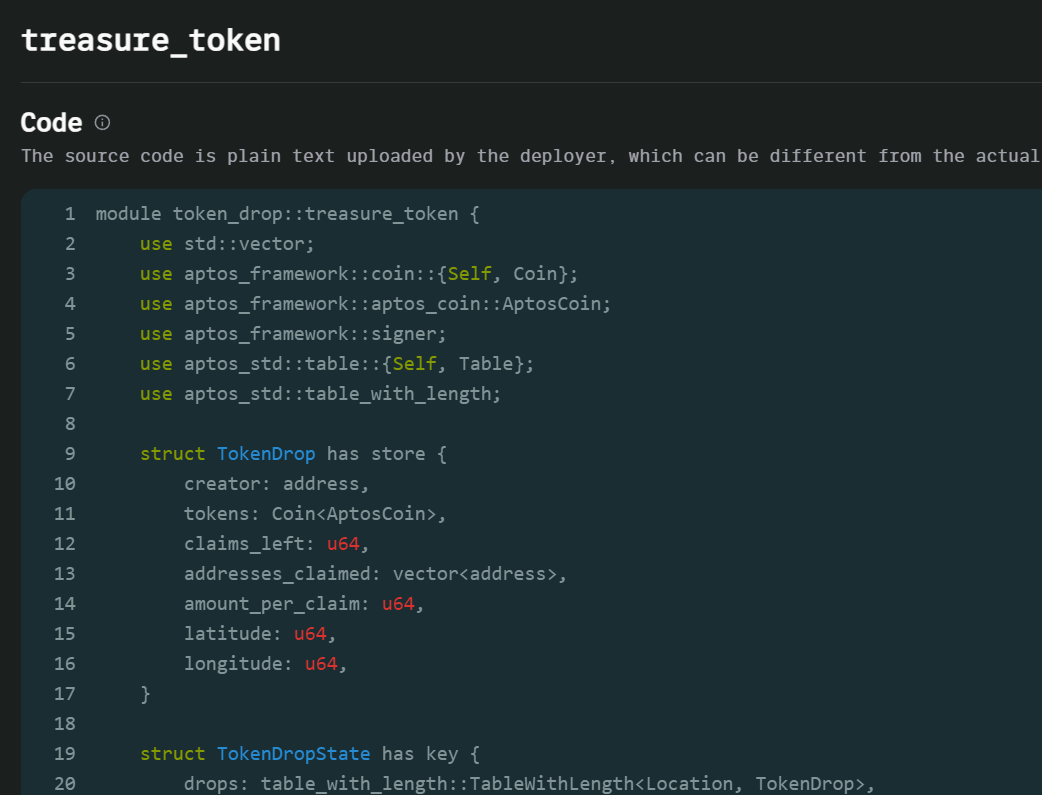 treasure_token
Code
The source code is plain text uploaded by the deployer, which can be different from the actual
1 module token_drop::treasure_token {
2     use std::vector;
3     use aptos_framework::coin::{Self, Coin};
4     use aptos_framework::aptos_coin::AptosCoin;
5     use aptos_framework::signer;
6     use aptos_std::table::{Self, Table};
7     use aptos_std::table_with_length;
8
9     struct TokenDrop has store {
10         creator: address,
11         tokens: Coin<AptosCoin>,
12         claims_left: u64,
13         addresses_claimed: vector<address>,
14         amount_per_claim: u64,
15         latitude: u64,
16         longitude: u64,
17     }
18
19     struct TokenDropState has key {
20         drops: table_with_length::TableWithLength<Location, TokenDrop>,